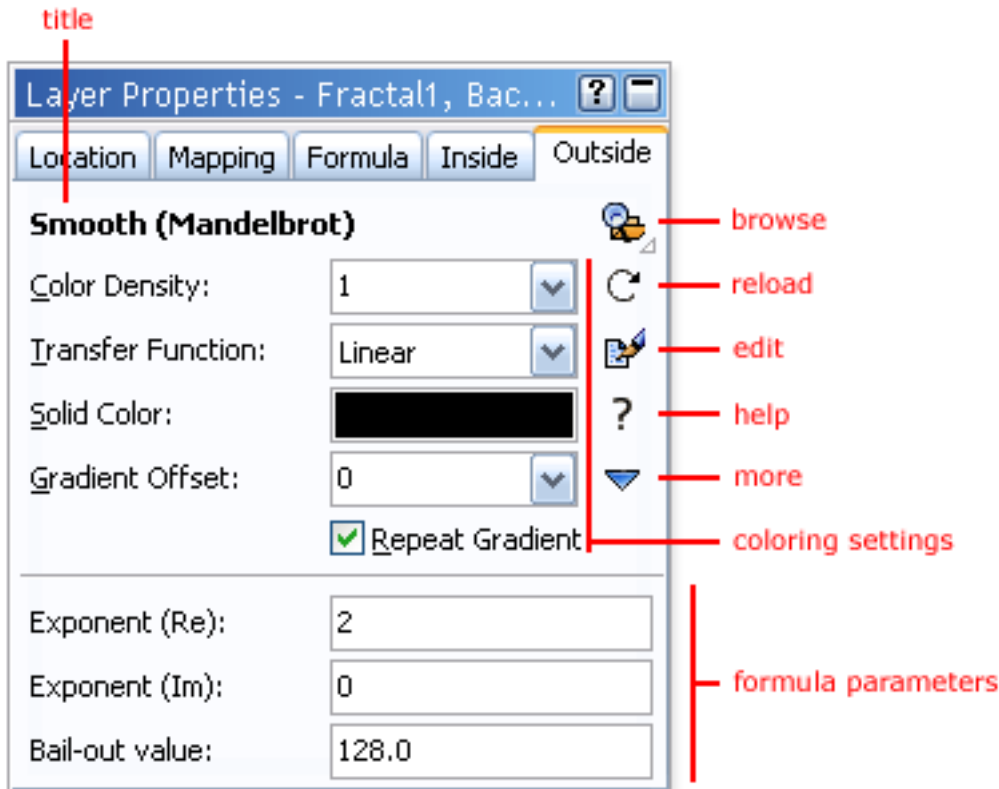 title
Layer Properties - Fractal1, Bac... ?
Location Mapping Formula Inside Outside
Smooth (Mandelbrot) browse
Color Density: 1 reload
Transfer Function: Linear edit
Solid Color: ? help
Gradient Offset: 0 more
Repeat Gradient coloring settings
Exponent (Re): 2
Exponent (Im): 0 formula parameters
Bail-out value: 128.0